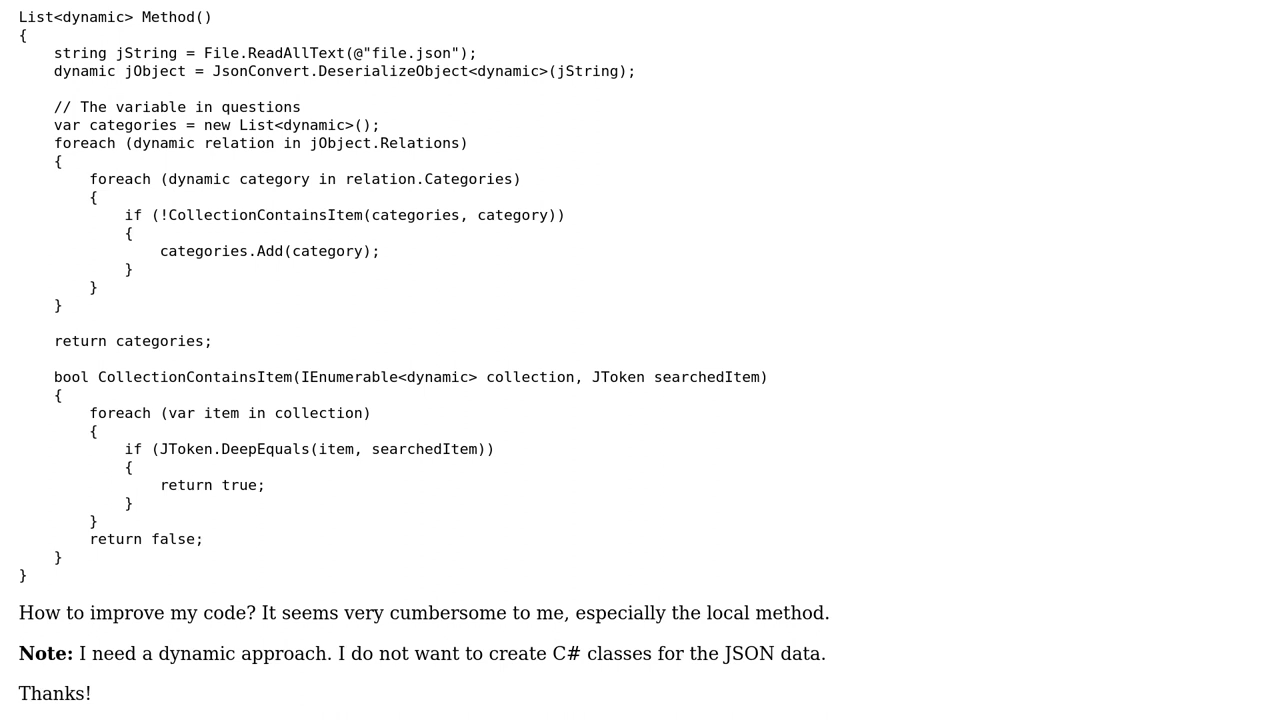 List<dynamic> Method()
{
    string jString = File.ReadAllText(@"file.json");
    dynamic jObject = JsonConvert.DeserializeObject<dynamic>(jString);

    // The variable in questions
    var categories = new List<dynamic>();
    foreach (dynamic relation in jObject.Relations)
    {
        foreach (dynamic category in relation.Categories)
        {
            if (!CollectionContainsItem(categories, category))
            {
                categories.Add(category);
            }
        }
    }

    return categories;

    bool CollectionContainsItem(IEnumerable<dynamic> collection, JToken searchedItem)
    {
        foreach (var item in collection)
        {
            if (JToken.DeepEquals(item, searchedItem))
            {
                return true;
            }
        }
        return false;
    }
}
How to improve my code? It seems very cumbersome to me, especially the local method.
Note: I need a dynamic approach. I do not want to create C# classes for the JSON data.
Thanks!